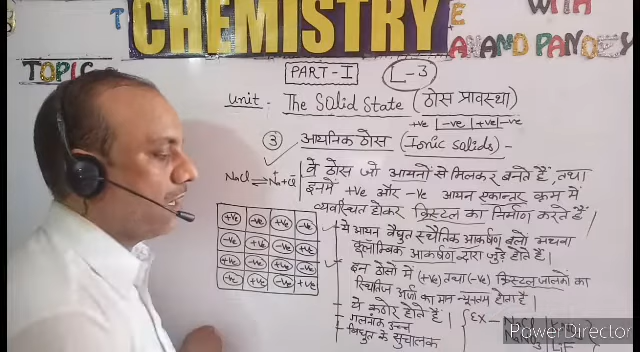 T
E
WITH
CHEMISTRY
ANAND PANDEY
TOPIC
PART-I
L-3
Unit - The Solid State (ठोस प्रावस्था)
+ve | -ve | +ve | -ve
③ आयनिक ठोस (Ionic solids) -
NaCl ⇌ Na⁺ + Cl⁻
वे ठोस जो आयनों से मिलकर बनते हैं, तथा
इनमें +ve और -ve आयन एकान्तर क्रम में
व्यवस्थित होकर क्रिस्टल का निर्माण करते हैं।
+ve -ve +ve -ve
-ve +ve -ve +ve
+ve -ve +ve -ve
-ve +ve -ve +ve
ये आयन वैद्युत स्थैतिक आकर्षण बलों अथवा
कूलाम्बिक आकर्षण द्वारा जुड़े होते हैं।
इन ठोसों में (+ve) तथा (-ve) क्रिस्टल जालकों का
स्थितिज ऊर्जा का मान न्यूनतम होता है।
ये कठोर होते हैं।
गलनांक उच्च
विद्युत के सुचालक
Ex - NaCl
LiF
PowerDirector